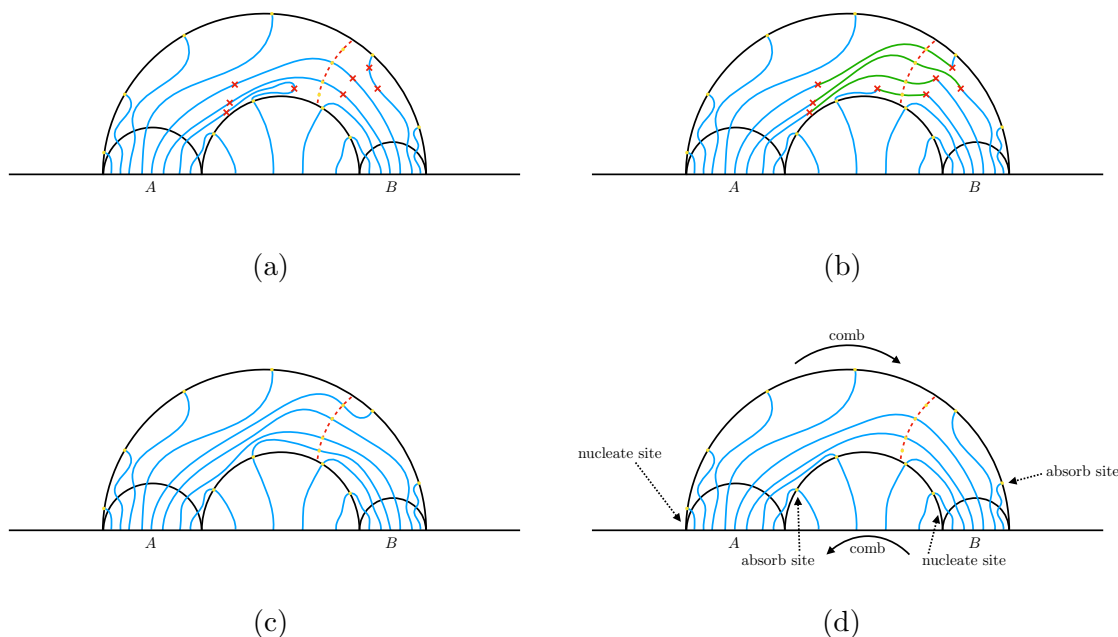 A
B
(a)
A
B
(b)
A
B
(c)
comb
nucleate site
absorb site
A
B
comb
absorb site
nucleate site
(d)